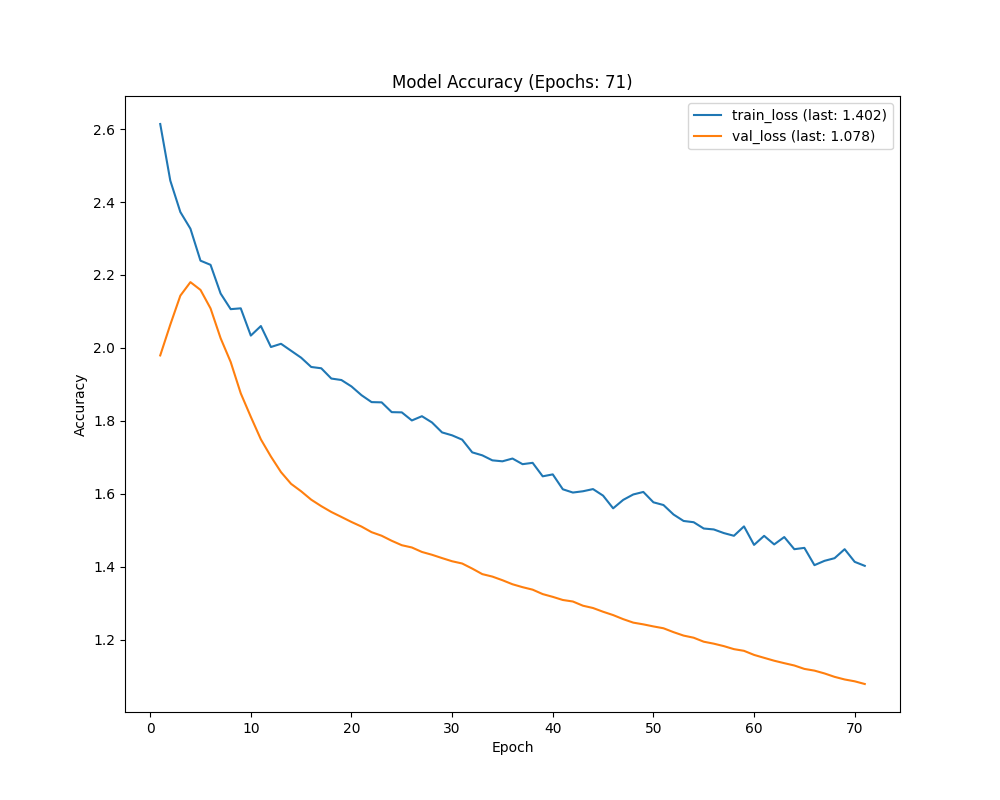 Model Accuracy (Epochs: 71)
train_loss (last: 1.402)
val_loss (last: 1.078)
Accuracy
2.6
2.4
2.2
2.0
1.8
1.6
1.4
1.2
0 10 20 30 40 50 60 70
Epoch